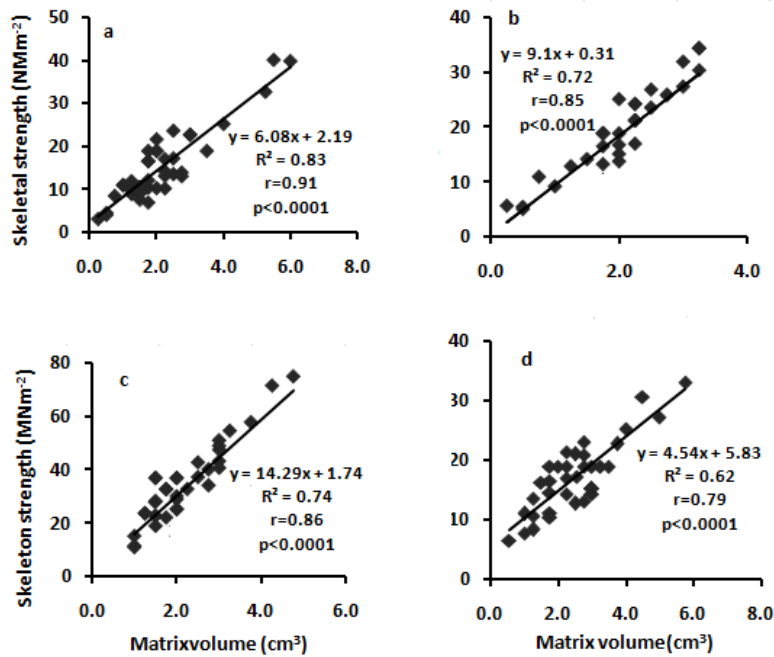 a
Skeletal strength (NMm-2)
50
40
30
20
10
0
0.0 2.0 4.0 6.0 8.0
y = 6.08x + 2.19
R² = 0.83
r=0.91
p<0.0001
b
40
30
20
10
0
0.0 2.0 4.0
y = 9.1x + 0.31
R² = 0.72
r=0.85
p<0.0001
c
Skeleton strength (MNm-2)
80
60
40
20
0
0.0 2.0 4.0 6.0
Matrix volume (cm³)
y = 14.29x + 1.74
R² = 0.74
r=0.86
p<0.0001
d
40
30
20
10
0
0.0 2.0 4.0 6.0 8.0
Matrix volume (cm³)
y = 4.54x + 5.83
R² = 0.62
r=0.79
p<0.0001